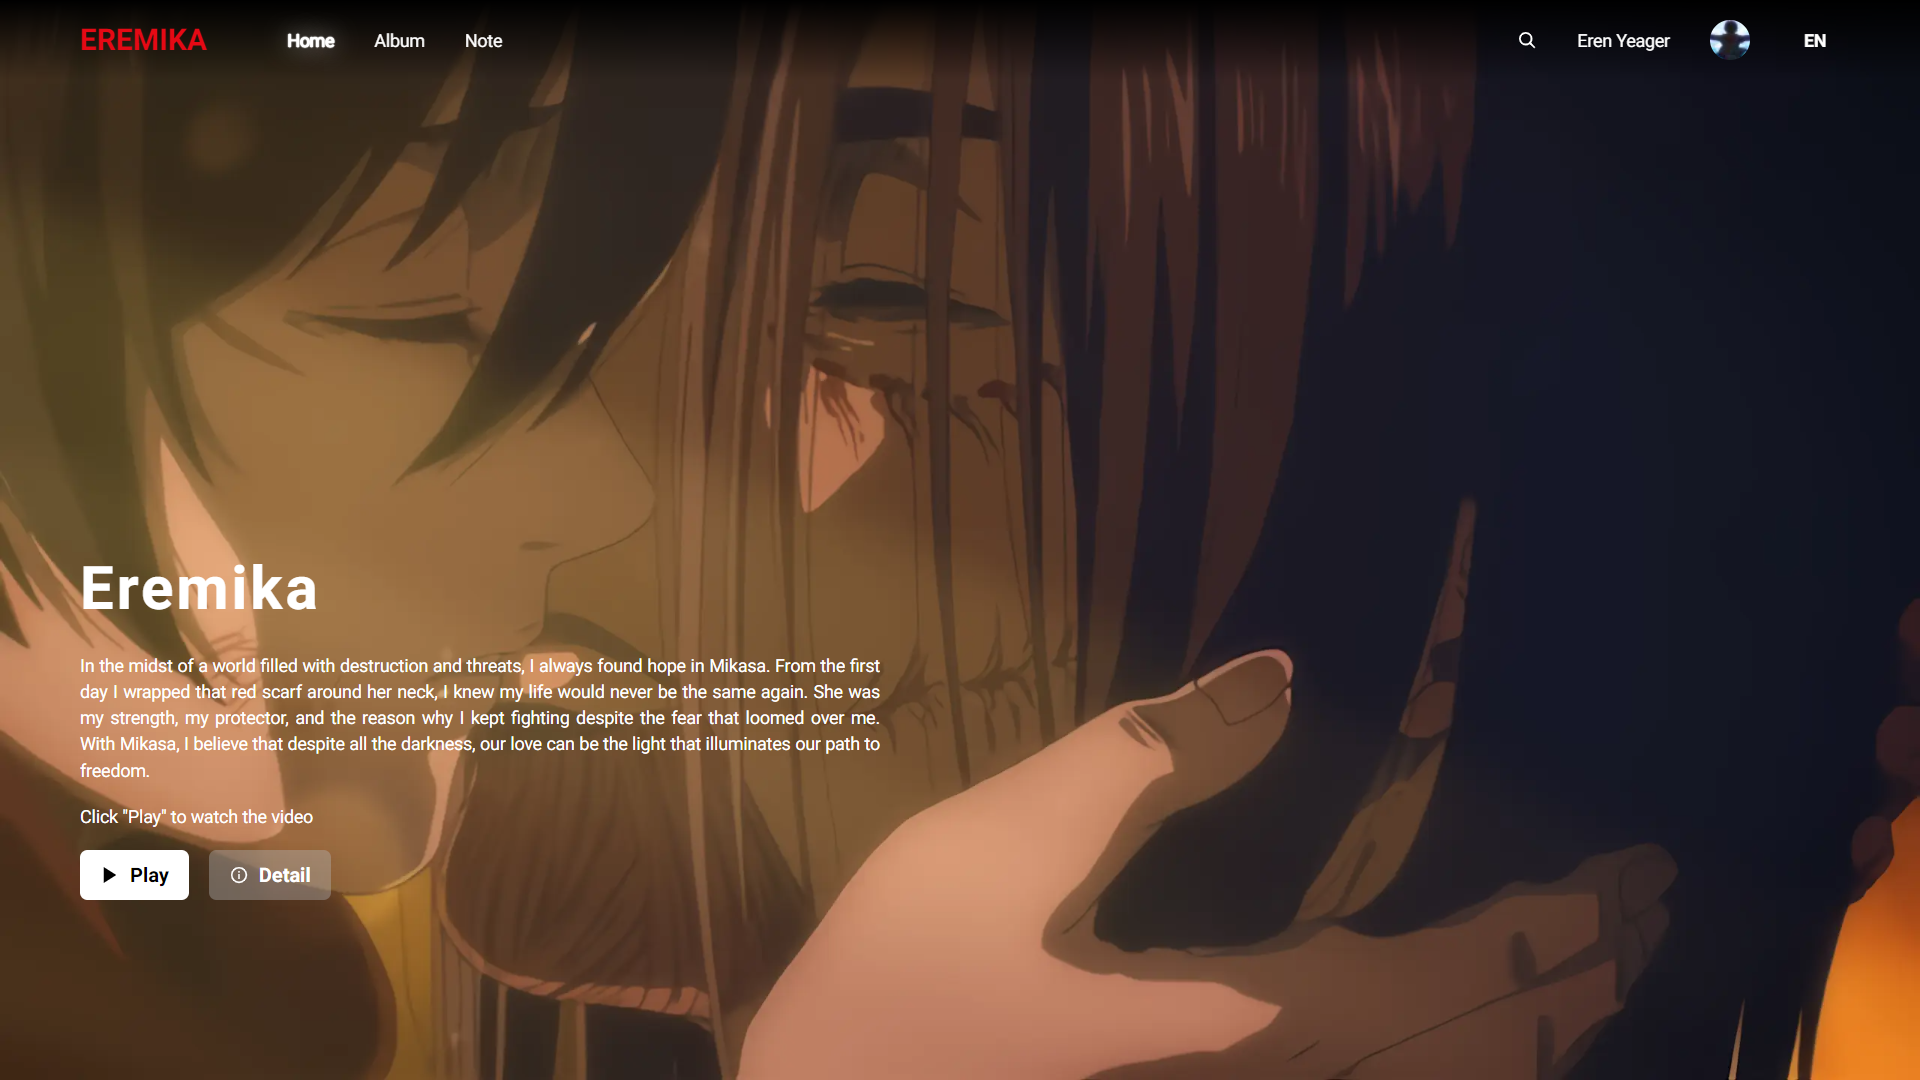 EREMIKA
Home
Album
Note
Eren Yeager
EN
Eremika
In the midst of a world filled with destruction and threats, I always found hope in Mikasa. From the first
day I wrapped that red scarf around her neck, I knew my life would never be the same again. She was
my strength, my protector, and the reason why I kept fighting despite the fear that loomed over me.
With Mikasa, I believe that despite all the darkness, our love can be the light that illuminates our path to
freedom.
Click "Play" to watch the video
Play
Detail